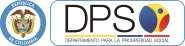 DPS
DEPARTAMENTO PARA LA PROSPERIDAD SOCIAL